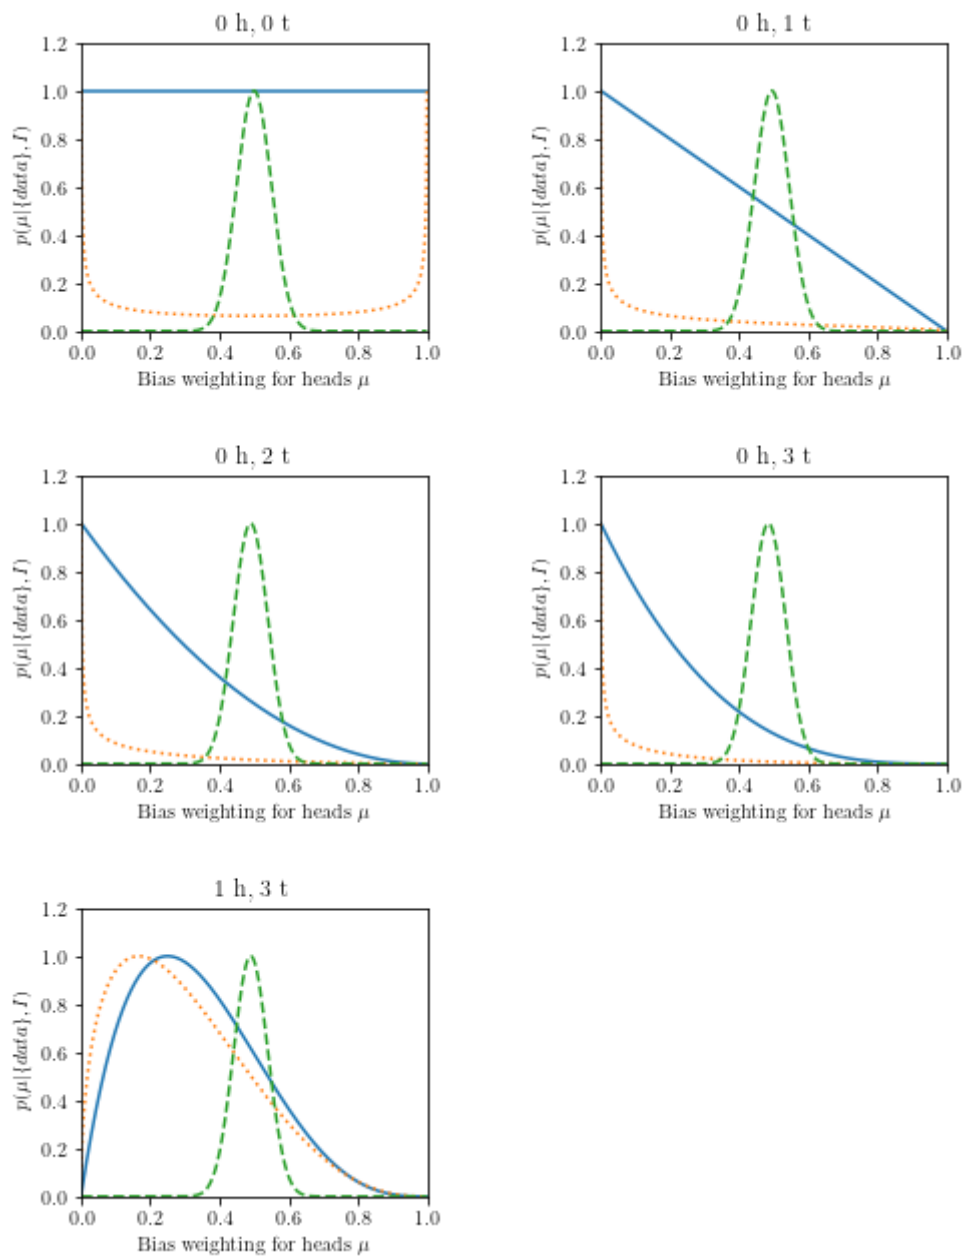 0 h, 0 t
1.2
1.0
0.8
0.6
0.4
0.2
0.0
p(μ|{data}, I)
0.0 0.2 0.4 0.6 0.8 1.0
Bias weighting for heads μ
0 h, 1 t
1.2
1.0
0.8
0.6
0.4
0.2
0.0
p(μ|{data}, I)
0.0 0.2 0.4 0.6 0.8 1.0
Bias weighting for heads μ
0 h, 2 t
1.2
1.0
0.8
0.6
0.4
0.2
0.0
p(μ|{data}, I)
0.0 0.2 0.4 0.6 0.8 1.0
Bias weighting for heads μ
0 h, 3 t
1.2
1.0
0.8
0.6
0.4
0.2
0.0
p(μ|{data}, I)
0.0 0.2 0.4 0.6 0.8 1.0
Bias weighting for heads μ
1 h, 3 t
1.2
1.0
0.8
0.6
0.4
0.2
0.0
p(μ|{data}, I)
0.0 0.2 0.4 0.6 0.8 1.0
Bias weighting for heads μ